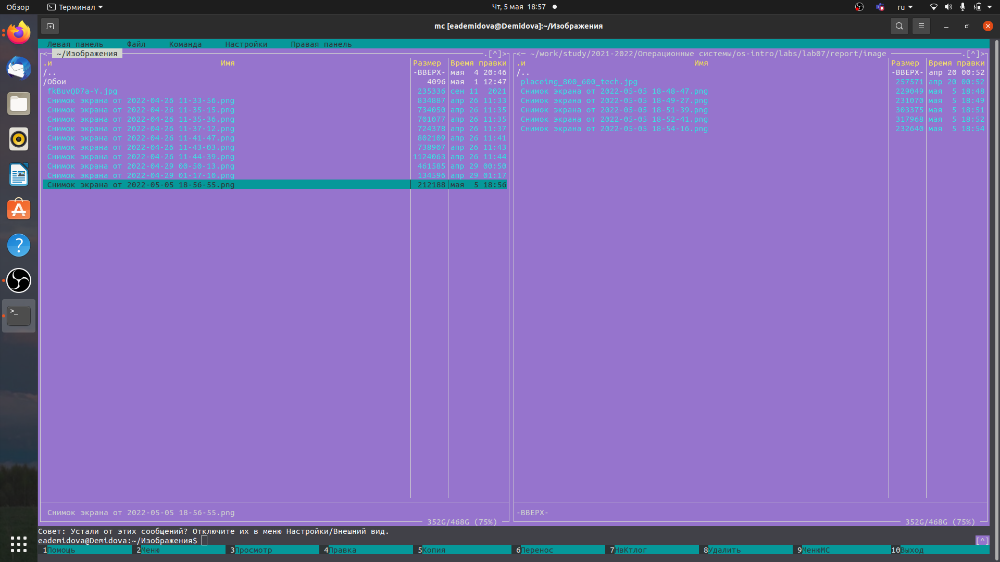 Обзор Терминал Чт, 5 мая 18:57 ru
mc [eademidova@Demidova]:~/Изображения
Левая панель Файл Команда Настройки Правая панель
<─ ~/Изображения .[^]>
.и Имя Размер Время правки
/.. -ВВЕРХ- мая 4 20:46
/Обои 4096 мая 1 12:47
fkBuvQD7a-Y.jpg 235336 сен 11 2021
Снимок экрана от 2022-04-26 11-33-56.png 834887 апр 26 11:33
Снимок экрана от 2022-04-26 11-35-15.png 734050 апр 26 11:35
Снимок экрана от 2022-04-26 11-35-36.png 701077 апр 26 11:35
Снимок экрана от 2022-04-26 11-37-12.png 724378 апр 26 11:37
Снимок экрана от 2022-04-26 11-41-47.png 802109 апр 26 11:41
Снимок экрана от 2022-04-26 11-43-03.png 738907 апр 26 11:43
Снимок экрана от 2022-04-26 11-44-39.png 1124063 апр 26 11:44
Снимок экрана от 2022-04-29 00-50-13.png 461585 апр 29 00:50
Снимок экрана от 2022-04-29 01-17-10.png 134596 апр 29 01:17
Снимок экрана от 2022-05-05 18-56-55.png 212188 мая 5 18:56
Снимок экрана от 2022-05-05 18-56-55.png
352G/468G (75%)
<─ ~/work/study/2021-2022/Операционные системы/os-intro/labs/lab07/report/image .[^]>
.и Имя Размер Время правки
/.. -ВВЕРХ- апр 20 00:52
placeimg_800_600_tech.jpg 257571 апр 20 00:52
Снимок экрана от 2022-05-05 18-48-47.png 229049 мая 5 18:48
Снимок экрана от 2022-05-05 18-49-27.png 231070 мая 5 18:49
Снимок экрана от 2022-05-05 18-51-39.png 303375 мая 5 18:51
Снимок экрана от 2022-05-05 18-52-41.png 317968 мая 5 18:52
Снимок экрана от 2022-05-05 18-54-16.png 232640 мая 5 18:54
-ВВЕРХ-
352G/468G (75%)
Совет: Устали от этих сообщений? Отключите их в меню Настройки/Внешний вид.
eademidova@Demidova:~/Изображения$ [^]
1Помощь 2Меню 3Просмотр 4Правка 5Копия 6Перенос 7НвКтлог 8Удалить 9МенюMC 10Выход